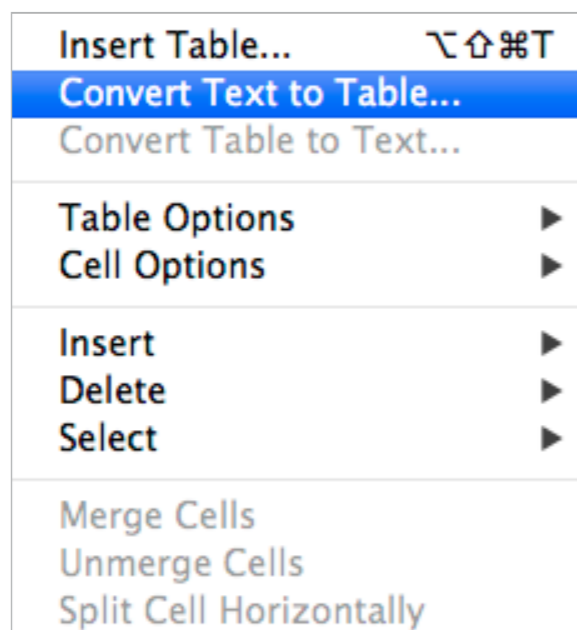 Insert Table... ⌥⇧⌘T
Convert Text to Table...
Convert Table to Text...
Table Options ▶
Cell Options ▶
Insert ▶
Delete ▶
Select ▶
Merge Cells
Unmerge Cells
Split Cell Horizontally